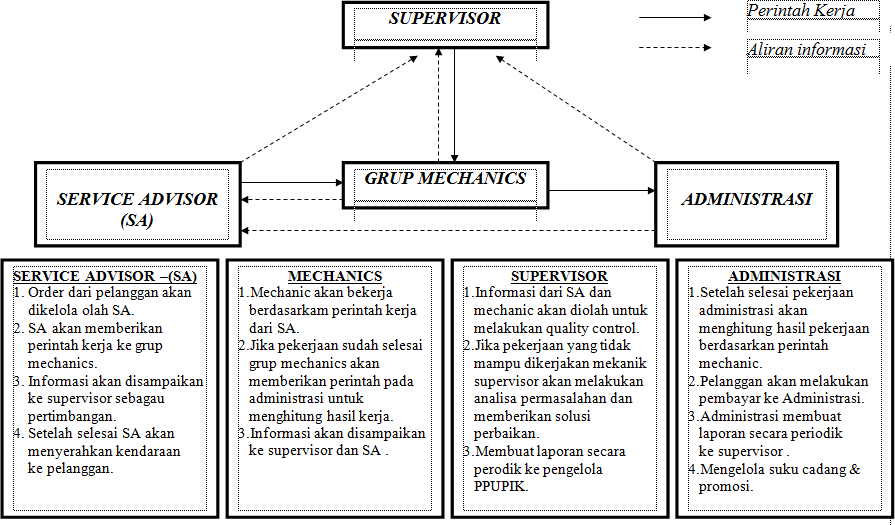 SUPERVISOR
Perintah Kerja
Aliran informasi
SERVICE ADVISOR
(SA)
GRUP MECHANICS
ADMINISTRASI
SERVICE ADVISOR –(SA)
1. Order dari pelanggan akan
dikelola olah SA.
2. SA akan memberikan
perintah kerja ke grup
mechanics.
3. Informasi akan disampaikan
ke supervisor sebagau
pertimbangan.
4. Setelah selesai SA akan
menyerahkan kendaraan
ke pelanggan.
MECHANICS
1.Mechanic akan bekerja
berdasarkam perintah kerja
dari SA.
2.Jika pekerjaan sudah selesai
grup mechanics akan
memberikan perintah pada
administrasi untuk
menghitung hasil kerja.
3.Informasi akan disampaikan
ke supervisor dan SA .
SUPERVISOR
1.Informasi dari SA dan
mechanic akan diolah untuk
melakukan quality control.
2.Jika pekerjaan yang tidak
mampu dikerjakan mekanik
supervisor akan melakukan
analisa permasalahan dan
memberikan solusi
perbaikan.
3.Membuat laporan secara
perodik ke pengelola
PPUPIK.
ADMINISTRASI
1.Setelah selesai pekerjaan
administrasi akan
menghitung hasil pekerjaan
berdasarkan perintah
mechanic.
2.Pelanggan akan melakukan
pembayar ke Administrasi.
3.Administrasi membuat
laporan secara periodik
ke supervisor .
4.Mengelola suku cadang &
promosi.